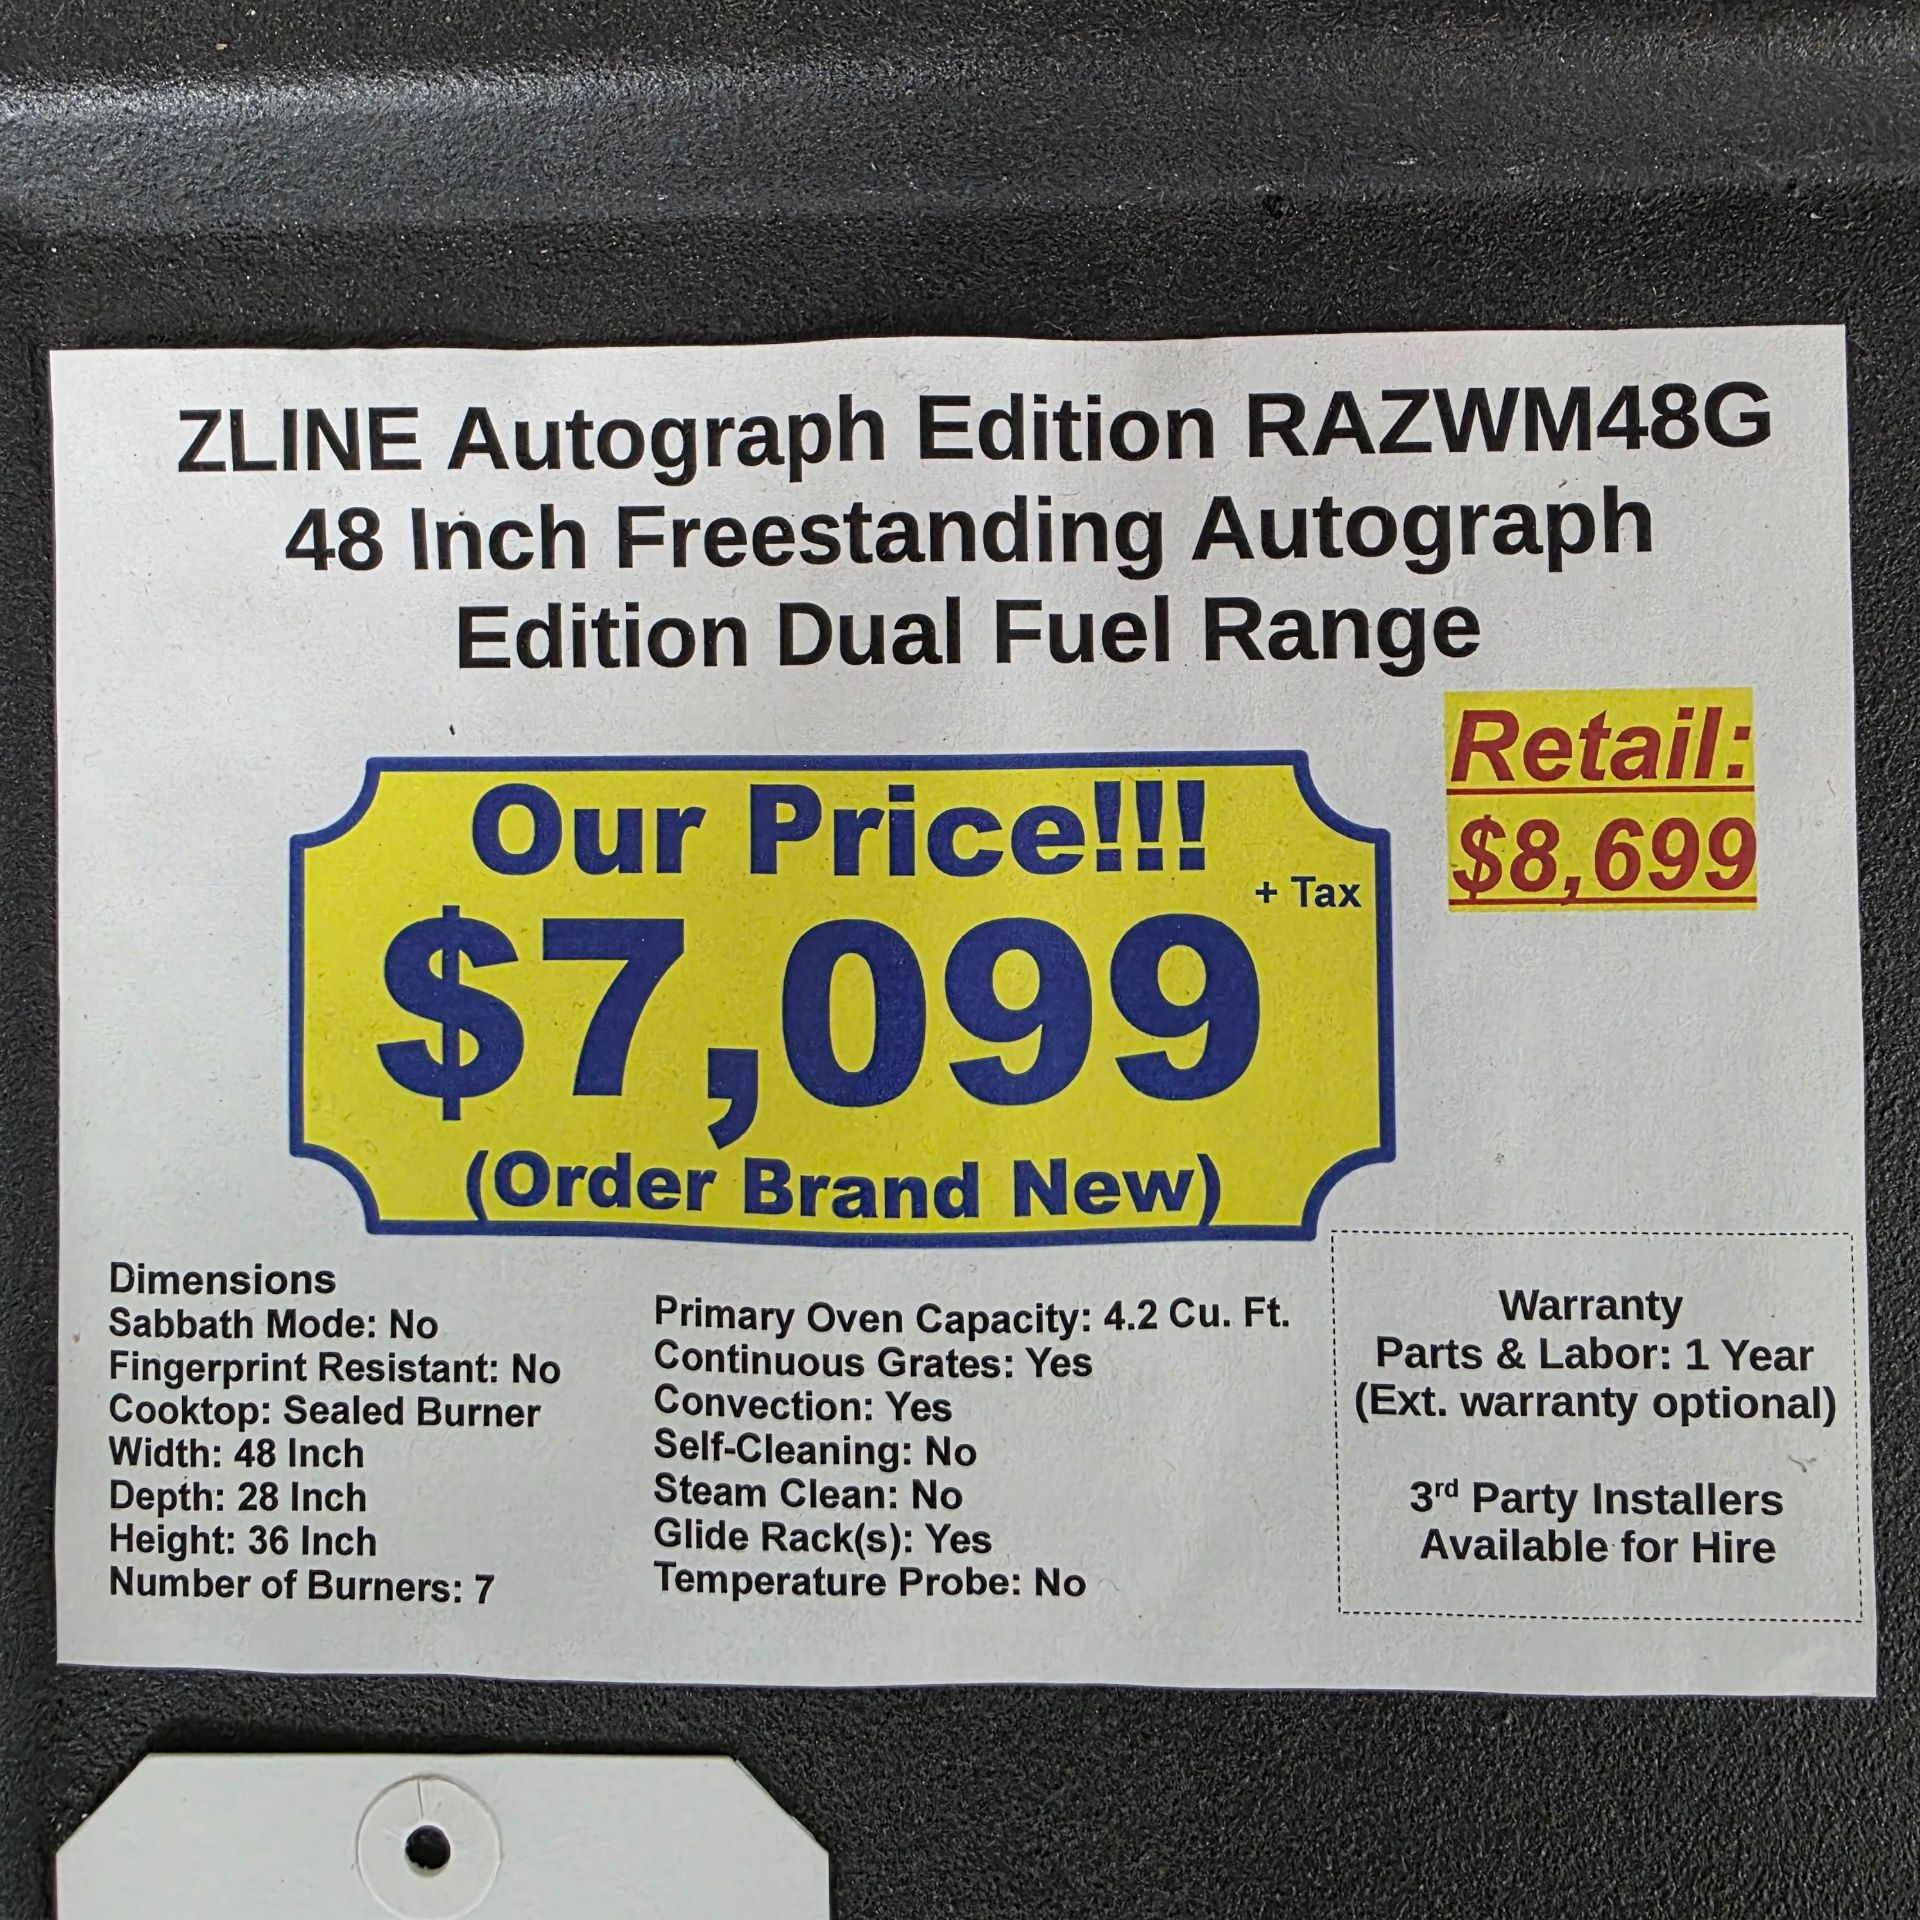 ZLINE Autograph Edition RAZWM48G
48 Inch Freestanding Autograph
Edition Dual Fuel Range
Retail:
$8,699
Our Price!!!
+ Tax
$7,099
(Order Brand New)
Dimensions
Sabbath Mode: No
Fingerprint Resistant: No
Cooktop: Sealed Burner
Width: 48 Inch
Depth: 28 Inch
Height: 36 Inch
Number of Burners: 7
Primary Oven Capacity: 4.2 Cu. Ft.
Continuous Grates: Yes
Convection: Yes
Self-Cleaning: No
Steam Clean: No
Glide Rack(s): Yes
Temperature Probe: No
Warranty
Parts & Labor: 1 Year
(Ext. warranty optional)
3rd Party Installers
Available for Hire